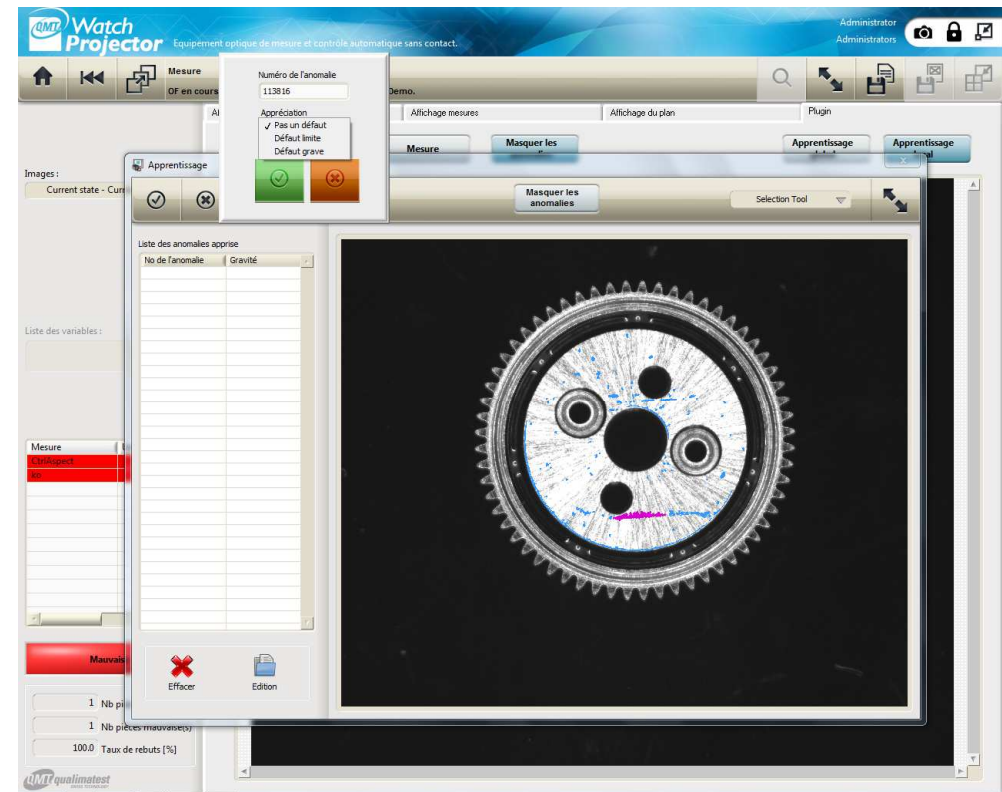 QMT Watch Projector
Equipement optique de mesure et contrôle automatique sans contact.
Administrator
Administrators
Mesure
OF en cours
Demo.
Numéro de l'anomalie
113816
Appréciation
✓ Pas un défaut
Défaut limite
Défaut grave
Affichage mesures
Affichage du plan
Plugin
Mesure
Masquer les
Apprentissage
Apprentissage
Images :
Current state - Curr
Apprentissage
Masquer les
anomalies
Selection Tool
Liste des anomalies apprise
No de l'anomalie
Gravité
Liste des variables :
Mesure
CtrlAspect
Mauvais
Effacer
Edition
1 Nb pi
1 Nb pièces mauvaise(s)
100.0 Taux de rebuts [%]
QMT qualimatest